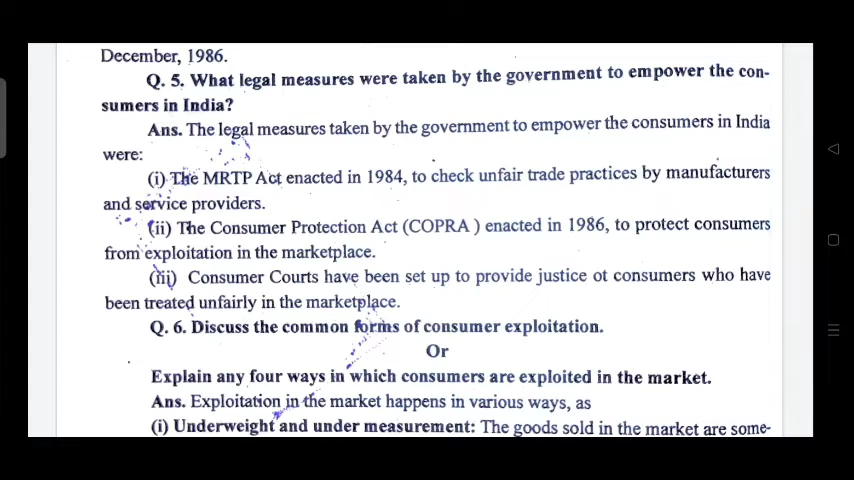 December, 1986.
Q. 5. What legal measures were taken by the government to empower the con-
sumers in India?
Ans. The legal measures taken by the government to empower the consumers in India
were:
(i) The MRTP Act enacted in 1984, to check unfair trade practices by manufacturers
and service providers.
(ii) The Consumer Protection Act (COPRA ) enacted in 1986, to protect consumers
from exploitation in the marketplace.
(iii) Consumer Courts have been set up to provide justice ot consumers who have
been treated unfairly in the marketplace.
Q. 6. Discuss the common forms of consumer exploitation.
Or
Explain any four ways in which consumers are exploited in the market.
Ans. Exploitation in the market happens in various ways, as
(i) Underweight and under measurement: The goods sold in the market are some-